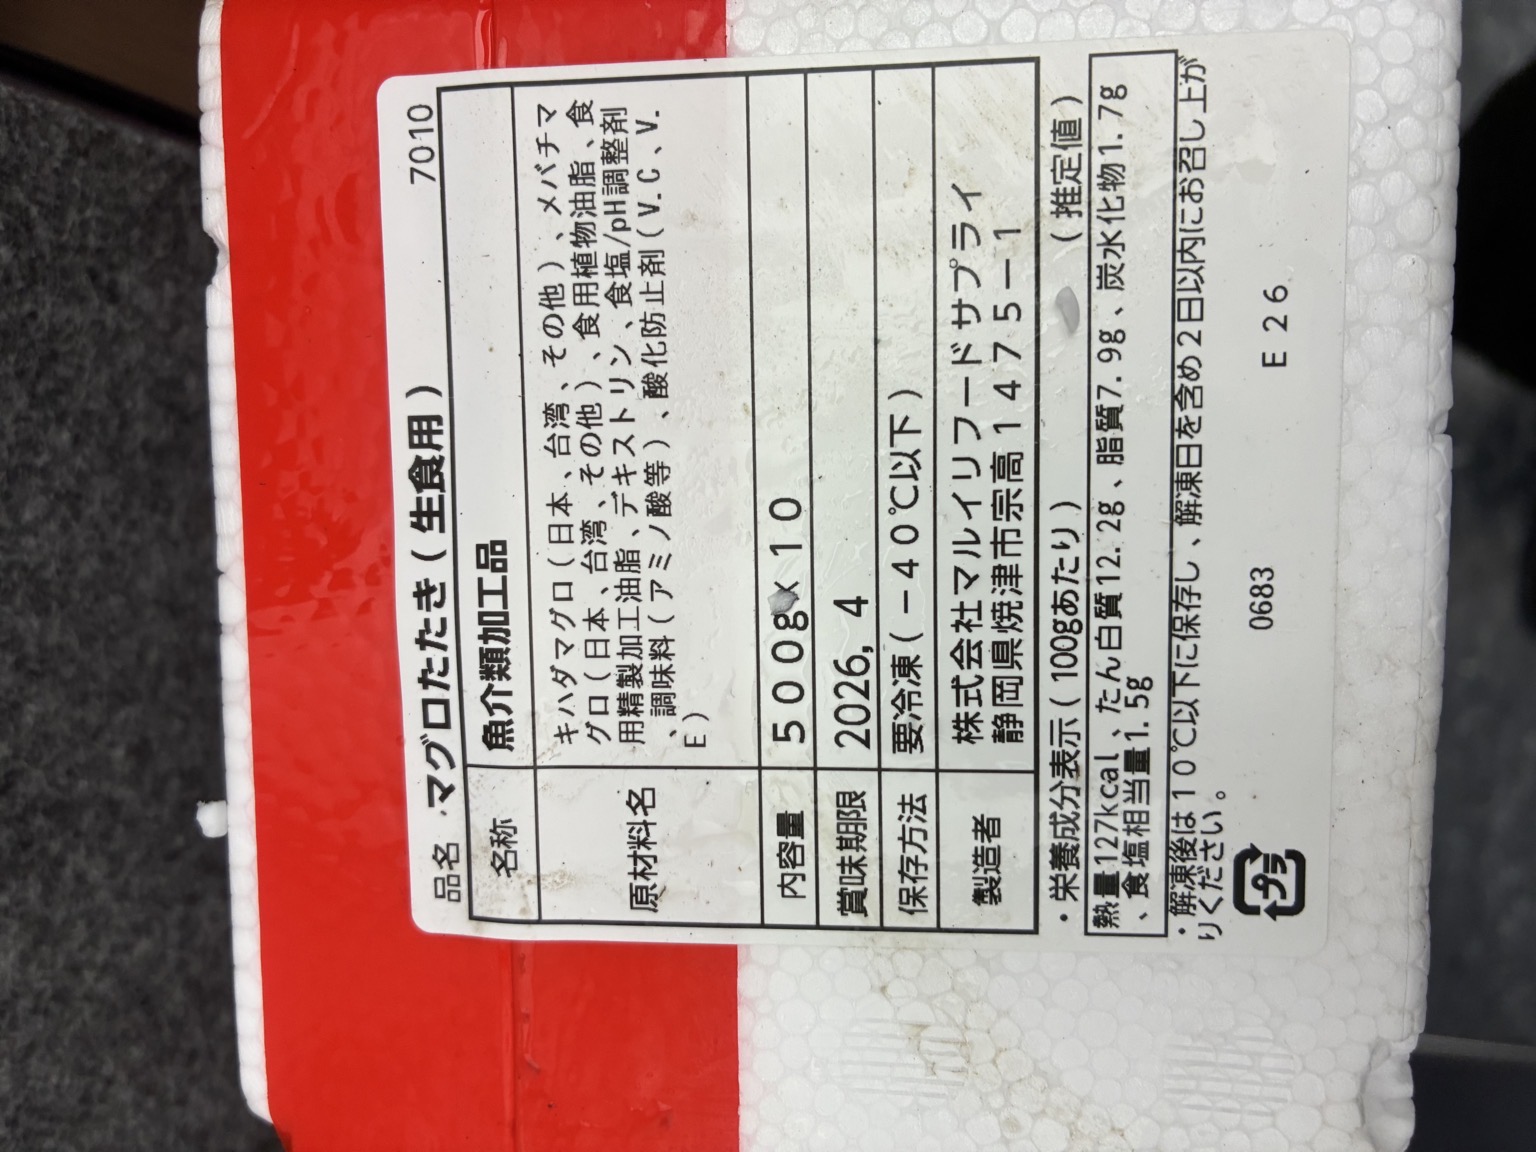 品名 マグロたたき(生食用) 7010
名称 魚介類加工品
原材料名 キハダマグロ(日本、台湾、その他)、メバチマ
グロ(日本、台湾、その他)、食用植物油脂、食
用精製加工油脂、デキストリン、食塩/pH調整剤
、調味料(アミノ酸等)、酸化防止剤(V.C、V.
E)
内容量 500g×10
賞味期限 2026, 4
保存方法 要冷凍(-40℃以下)
製造者 株式会社マルイリフードサプライ
静岡県焼津市宗高1475-1
・栄養成分表示(100gあたり) (推定値)
熱量127kcal、たん白質12.2g、脂質7.9g、炭水化物1.7g
、食塩相当量1.5g
・解凍後は10℃以下に保存し、解凍日を含め2日以内にお召し上が
りください。
プラ 0683 E26